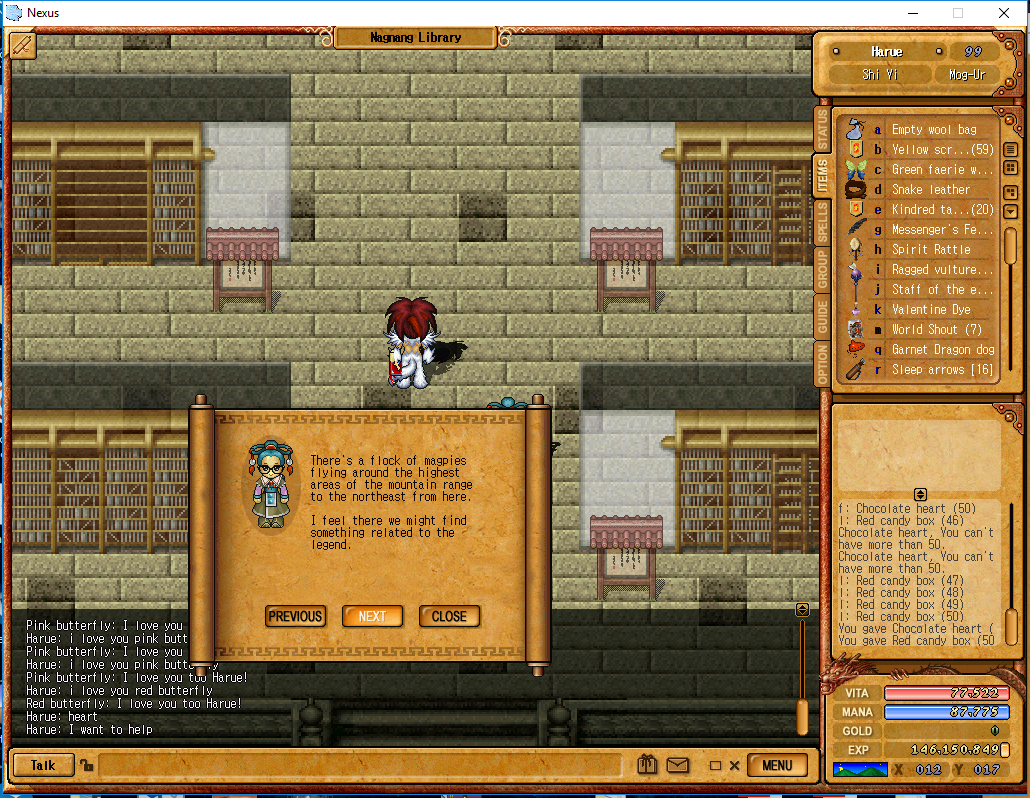 Nexus
Nagnang Library
Harue 99
Shi Yi Mog-Ur
STATUS
ITEMS
SPELLS
GROUP
GUIDE
OPTION
a Empty wool bag
b Yellow scr...(59)
c Green faerie w...
d Snake leather
e Kindred ta...(20)
g Messenger's Fe...
h Spirit Rattle
i Ragged vulture...
j Staff of the e...
k Valentine Dye
m World Shout (7)
q Garnet Dragon dog
r Sleep arrows [16]
There's a flock of magpies
flying around the highest
areas of the mountain range
to the northeast from here.
I feel there we might find
something related to the
legend.
PREVIOUS NEXT CLOSE
f: Chocolate heart (50)
l: Red candy box (46)
Chocolate heart, You can't
have more than 50.
Chocolate heart, You can't
have more than 50.
l: Red candy box (47)
l: Red candy box (48)
l: Red candy box (49)
l: Red candy box (50)
You gave Chocolate heart (
You gave Red candy box (50
Pink butterfly: I love you
Harue: i love you pink butt
Pink butterfly: I love you
Harue: i love you pink butt
Pink butterfly: I love you too Harue!
Harue: i love you red butterfly
Red butterfly: I love you too Harue!
Harue: heart
Harue: I want to help
VITA 77,522
MANA 87,775
GOLD 0
EXP 146,150,849
X 012 Y 017
Talk
MENU